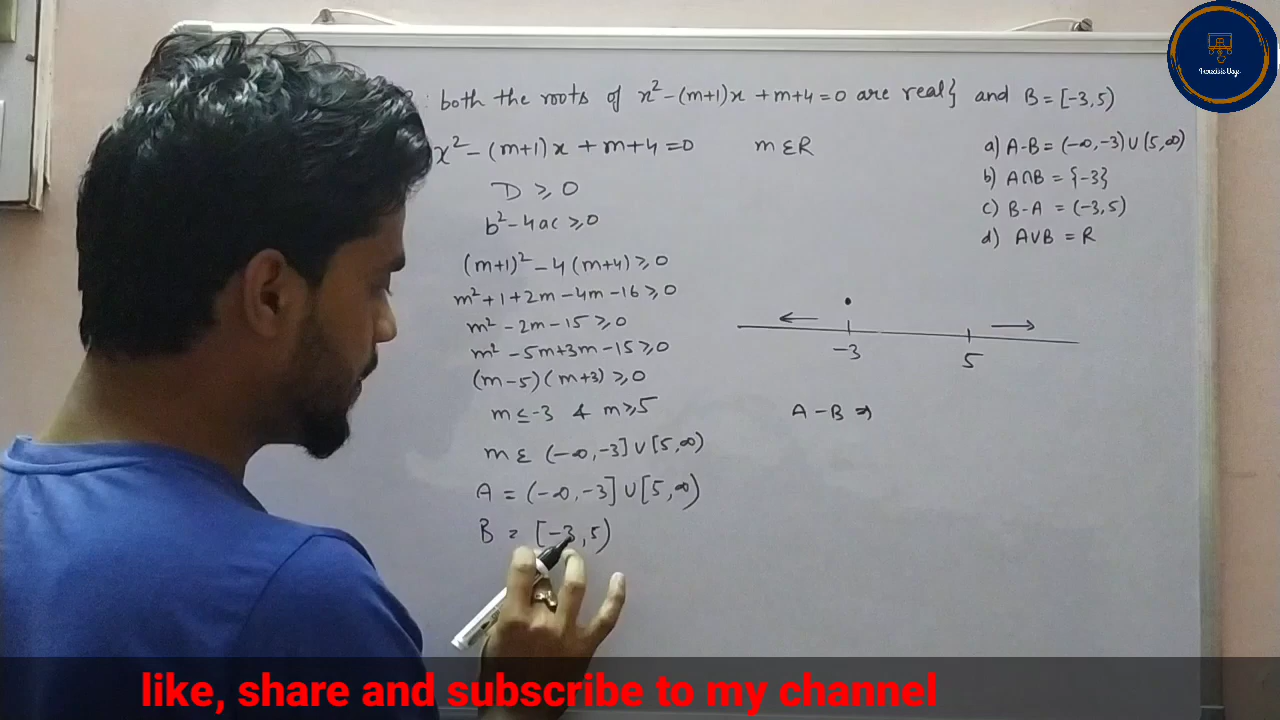 : both the roots of x²-(m+1)x + m+4=0 are real} and B = [-3,5)
x² - (m+1)x + m+4 = 0
m ∈ R
D ≥ 0
b² - 4ac ≥ 0
(m+1)² - 4(m+4) ≥ 0
m² + 1 + 2m - 4m - 16 ≥ 0
m² - 2m - 15 ≥ 0
m² - 5m + 3m - 15 ≥ 0
(m-5)(m+3) ≥ 0
m ≤ -3 & m ≥ 5
m ∈ (-∞, -3] ∪ [5, ∞)
A = (-∞, -3] ∪ [5, ∞)
B = [-3, 5)
a) A-B = (-∞, -3) ∪ (5, ∞)
b) A∩B = {-3}
c) B-A = (-3, 5)
d) A∪B = R
-3 5
A - B ⇒
like, share and subscribe to my channel